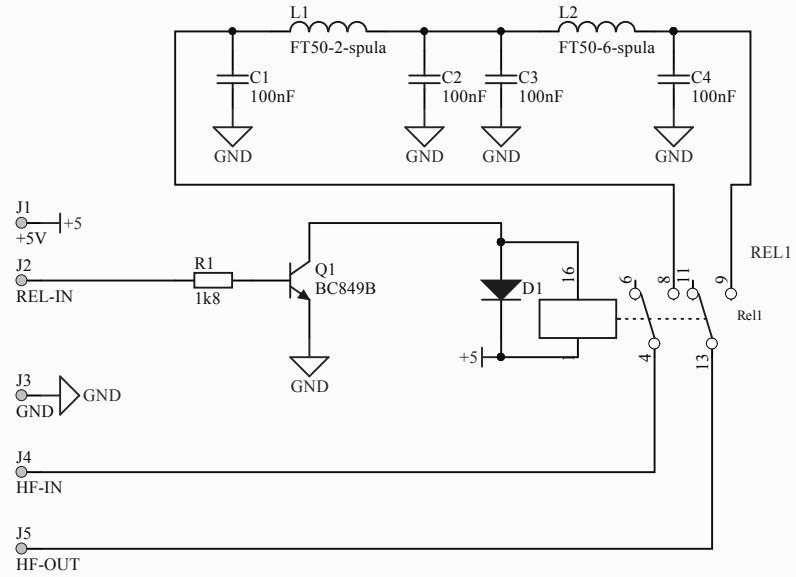 L1
L2
FT50-2-spula
FT50-6-spula
C1
100nF
C2
100nF
C3
100nF
C4
100nF
GND
GND
GND
GND
J1
+5
+5V
J2
REL-IN
R1
1k8
Q1
BC849B
GND
D1
+5
16
1
6
8
11
9
REL1
Rel1
4
13
J3
GND
GND
J4
HF-IN
J5
HF-OUT